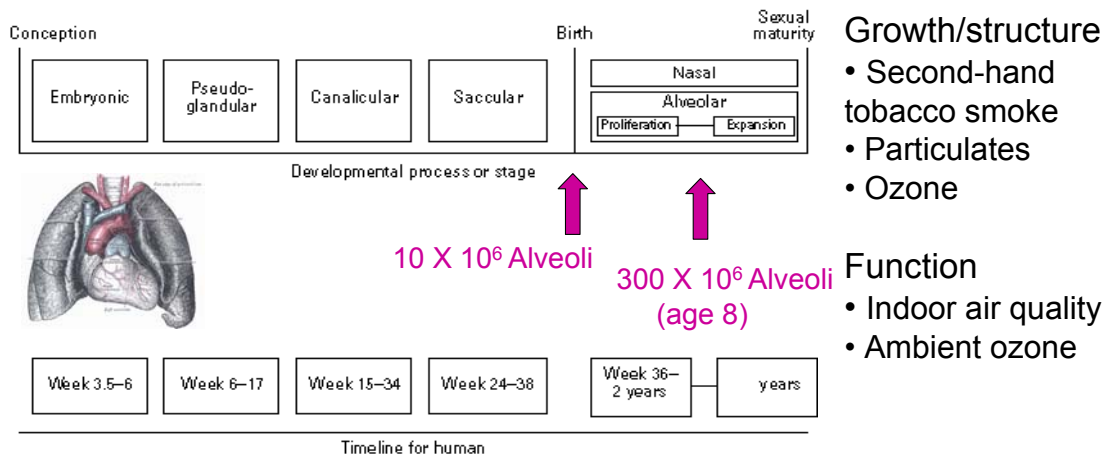 Conception
Birth
Sexual
maturity
Embryonic
Pseudo-
glandular
Canalicular
Saccular
Nasal
Alveolar
Proliferation
Expansion
Developmental process or stage
10 X 10⁶ Alveoli
300 X 10⁶ Alveoli
(age 8)
Week 3.5–6
Week 6–17
Week 15–34
Week 24–38
Week 36–
2 years
years
Timeline for human
Growth/structure
• Second-hand
tobacco smoke
• Particulates
• Ozone
Function
• Indoor air quality
• Ambient ozone